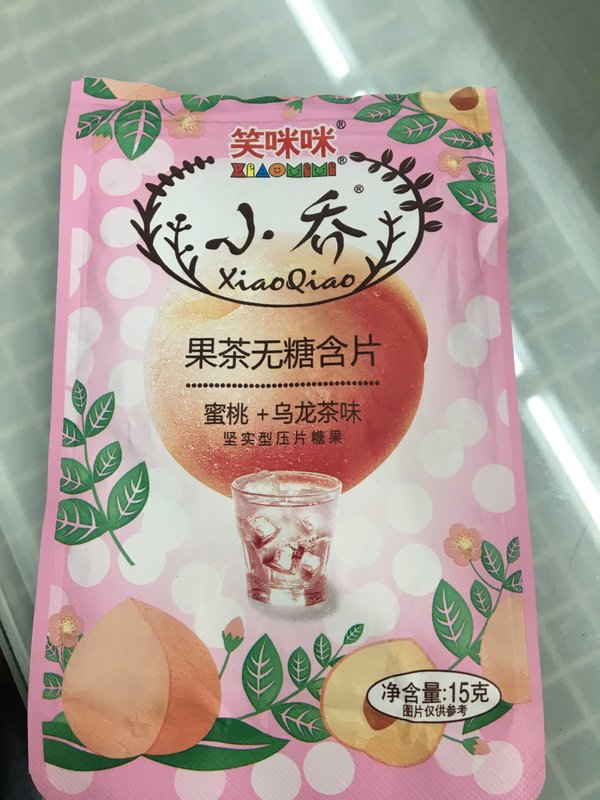 笑咪咪®
XIAOMIMI®
小乔®
XiaoQiao
果茶无糖含片
蜜桃+乌龙茶味
坚实型压片糖果
净含量:15克
图片仅供参考